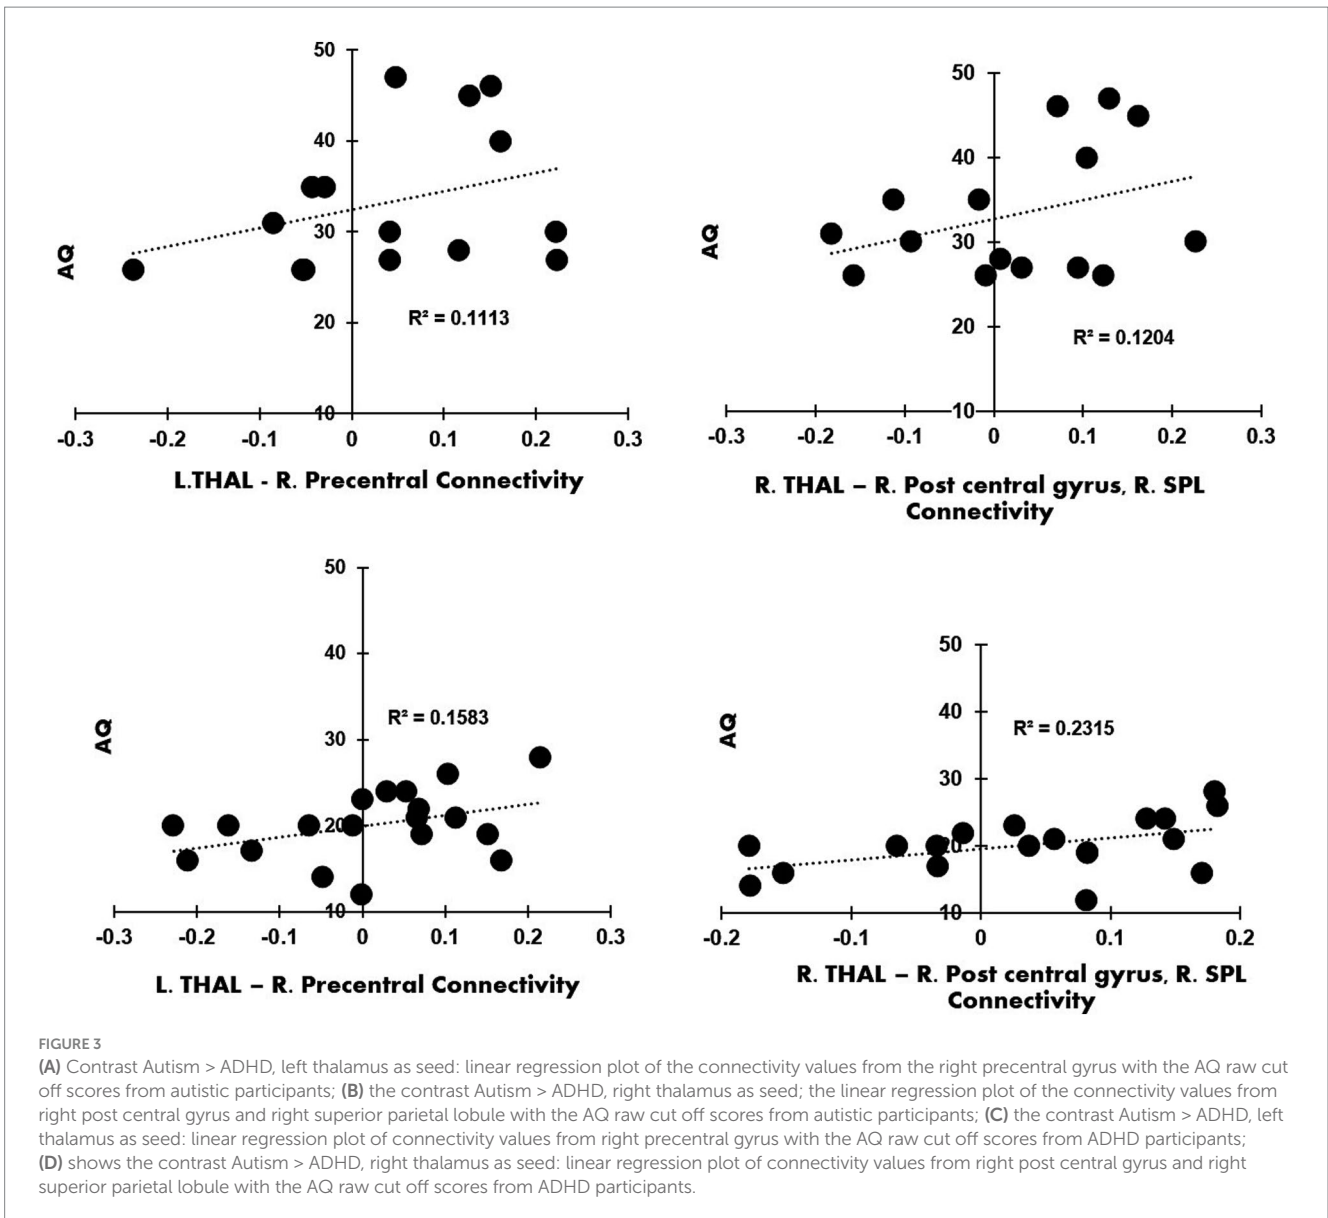 50
40
30
20
10
AQ
R² = 0.1113
-0.3 -0.2 -0.1 0 0.1 0.2 0.3
L.THAL - R. Precentral Connectivity
50
40
30
20
10
AQ
R² = 0.1204
-0.3 -0.2 -0.1 0 0.1 0.2 0.3
R. THAL – R. Post central gyrus, R. SPL
Connectivity
50
40
30
20
10
AQ
R² = 0.1583
-0.3 -0.2 -0.1 0 0.1 0.2 0.3
L. THAL – R. Precentral Connectivity
50
40
30
20
10
AQ
R² = 0.2315
-0.2 -0.1 0 0.1 0.2
R. THAL – R. Post central gyrus, R. SPL
Connectivity
FIGURE 3
(A) Contrast Autism > ADHD, left thalamus as seed: linear regression plot of the connectivity values from the right precentral gyrus with the AQ raw cut
off scores from autistic participants; (B) the contrast Autism > ADHD, right thalamus as seed; the linear regression plot of the connectivity values from
right post central gyrus and right superior parietal lobule with the AQ raw cut off scores from autistic participants; (C) the contrast Autism > ADHD, left
thalamus as seed: linear regression plot of connectivity values from right precentral gyrus with the AQ raw cut off scores from ADHD participants;
(D) shows the contrast Autism > ADHD, right thalamus as seed: linear regression plot of connectivity values from right post central gyrus and right
superior parietal lobule with the AQ raw cut off scores from ADHD participants.